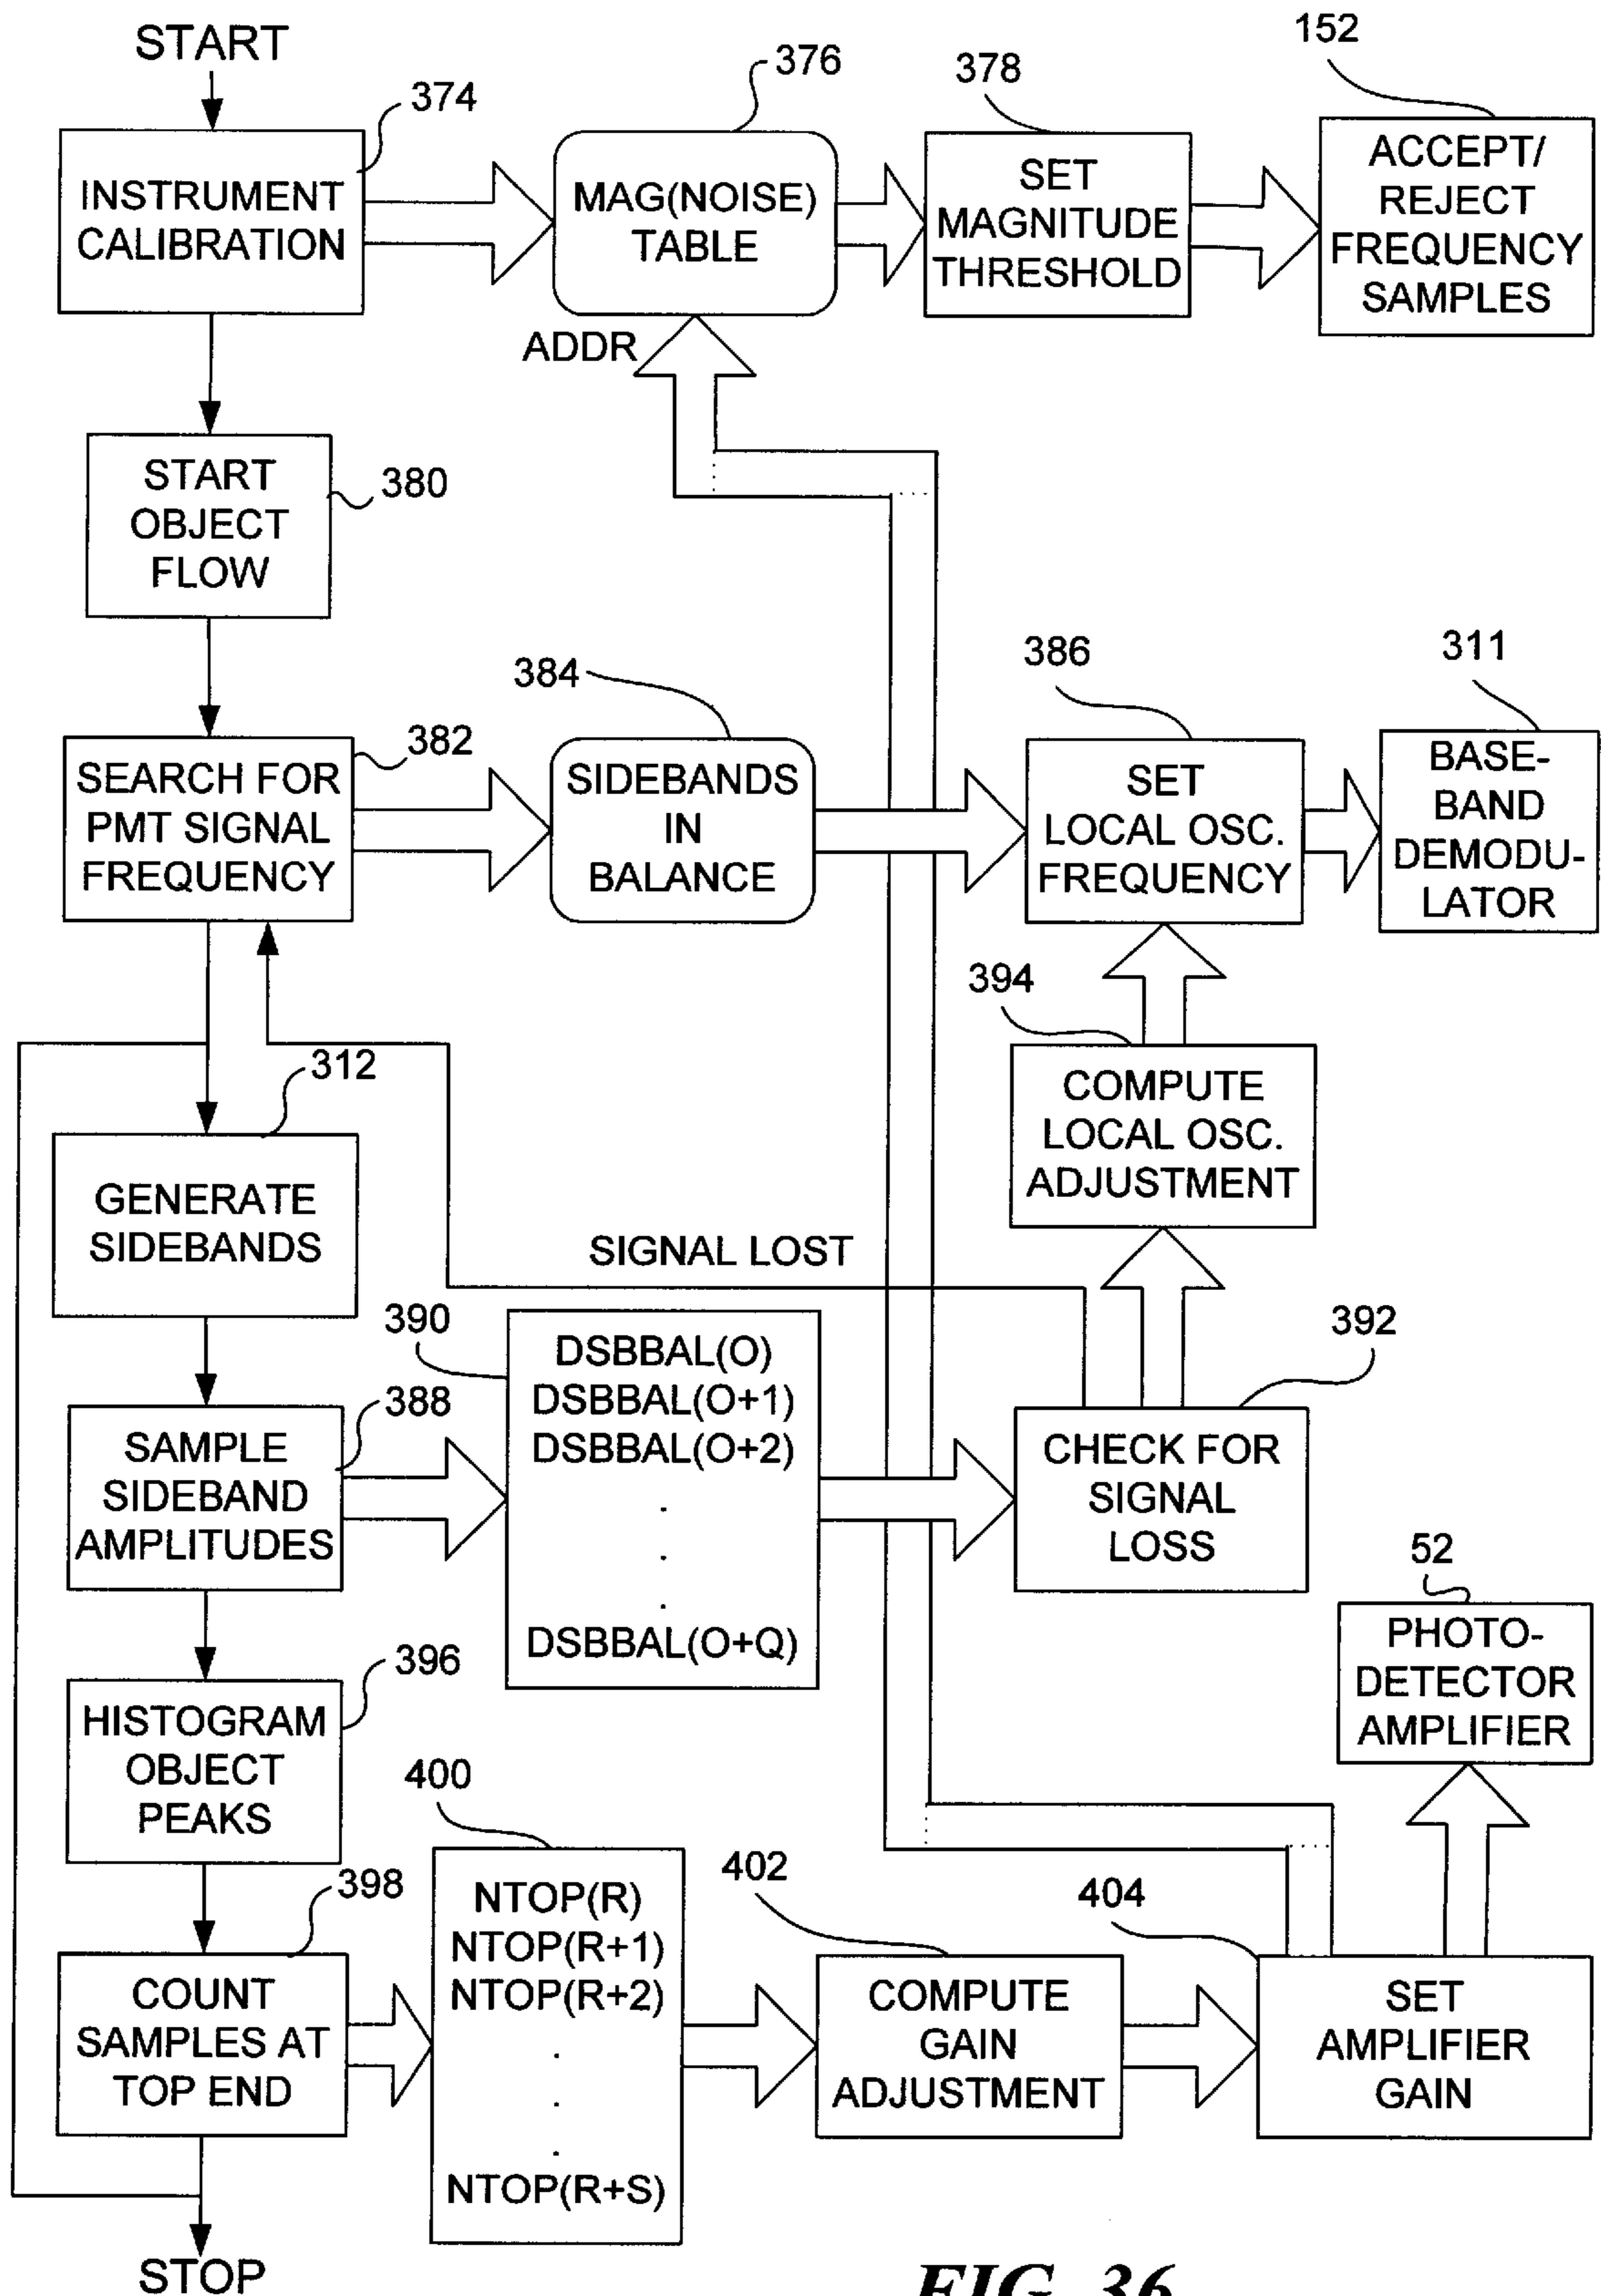 START
374
376
378
152
INSTRUMENT
CALIBRATION
MAG(NOISE)
TABLE
SET
MAGNITUDE
THRESHOLD
ACCEPT/
REJECT
FREQUENCY
SAMPLES
ADDR
START
OBJECT
FLOW
380
384
386
311
382
SEARCH FOR
PMT SIGNAL
FREQUENCY
SIDEBANDS
IN
BALANCE
SET
LOCAL OSC.
FREQUENCY
BASE-
BAND
DEMODU-
LATOR
394
312
COMPUTE
LOCAL OSC.
ADJUSTMENT
GENERATE
SIDEBANDS
SIGNAL LOST
390
392
388
DSBBAL(O)
DSBBAL(O+1)
DSBBAL(O+2)
.
.
.
DSBBAL(O+Q)
SAMPLE
SIDEBAND
AMPLITUDES
CHECK FOR
SIGNAL
LOSS
52
PHOTO-
DETECTOR
AMPLIFIER
396
HISTOGRAM
OBJECT
PEAKS
400
402
404
398
COUNT
SAMPLES AT
TOP END
NTOP(R)
NTOP(R+1)
NTOP(R+2)
.
.
.
NTOP(R+S)
COMPUTE
GAIN
ADJUSTMENT
SET
AMPLIFIER
GAIN
STOP
FIG. 36